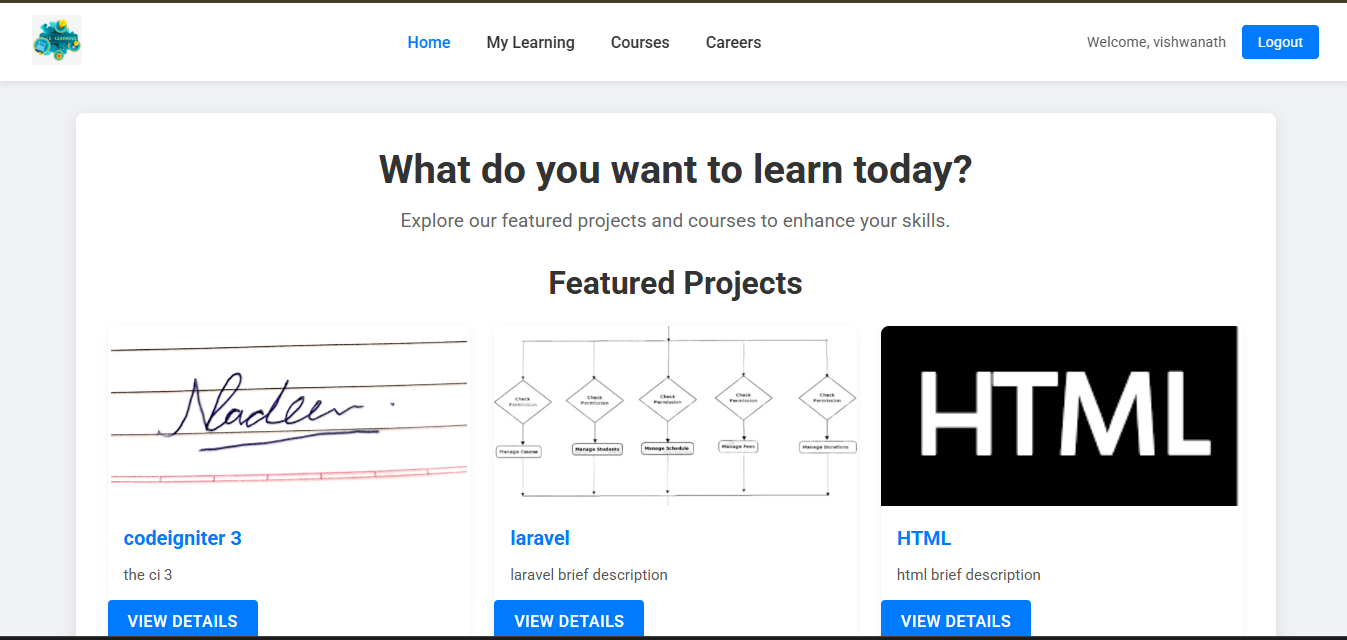 E-LEARNING
Home
My Learning
Courses
Careers
Welcome, vishwanath
Logout
What do you want to learn today?
Explore our featured projects and courses to enhance your skills.
Featured Projects
Nadeem
Check Permission
Check Permission
Check Permission
Check Permission
Check Permission
Manage Course
Manage Students
Manage Schedule
Manage Fees
Manage Durations
HTML
codeigniter 3
laravel
HTML
the ci 3
laravel brief description
html brief description
VIEW DETAILS
VIEW DETAILS
VIEW DETAILS